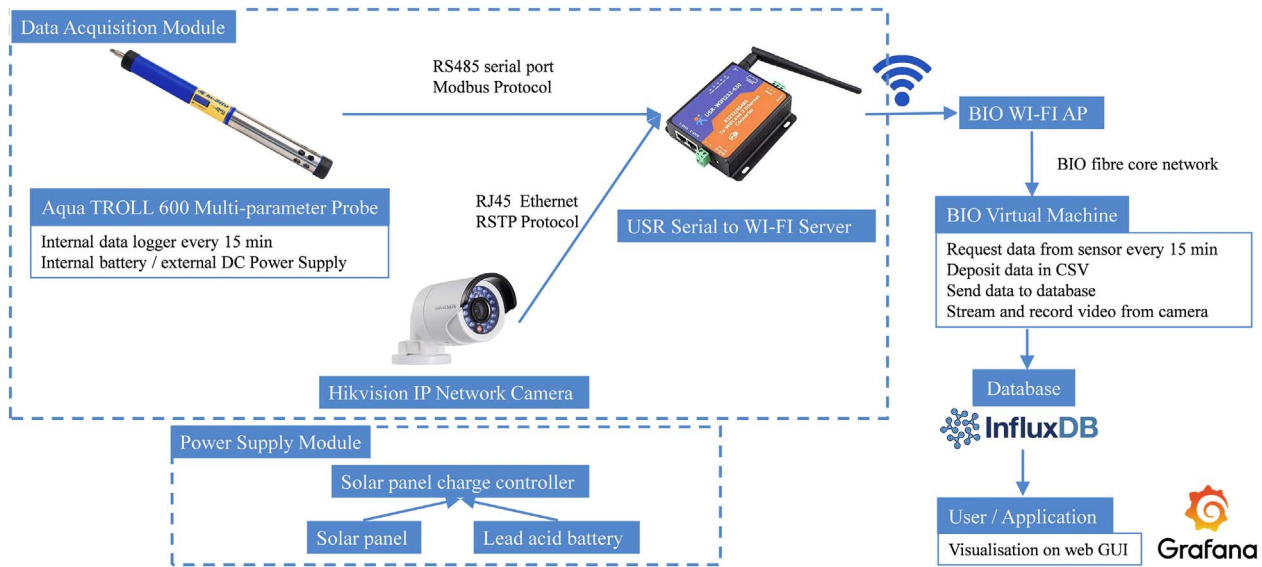 Data Acquisition Module
RS485 serial port
Modbus Protocol
USR-WIFI232-630
Aqua TROLL 600 Multi-parameter Probe
Internal data logger every 15 min
Internal battery / external DC Power Supply
RJ45 Ethernet
RSTP Protocol
USR Serial to WI-FI Server
Hikvision IP Network Camera
BIO WI-FI AP
BIO fibre core network
BIO Virtual Machine
Request data from sensor every 15 min
Deposit data in CSV
Send data to database
Stream and record video from camera
Database
InfluxDB
User / Application
Visualisation on web GUI
Grafana
Power Supply Module
Solar panel charge controller
Solar panel
Lead acid battery